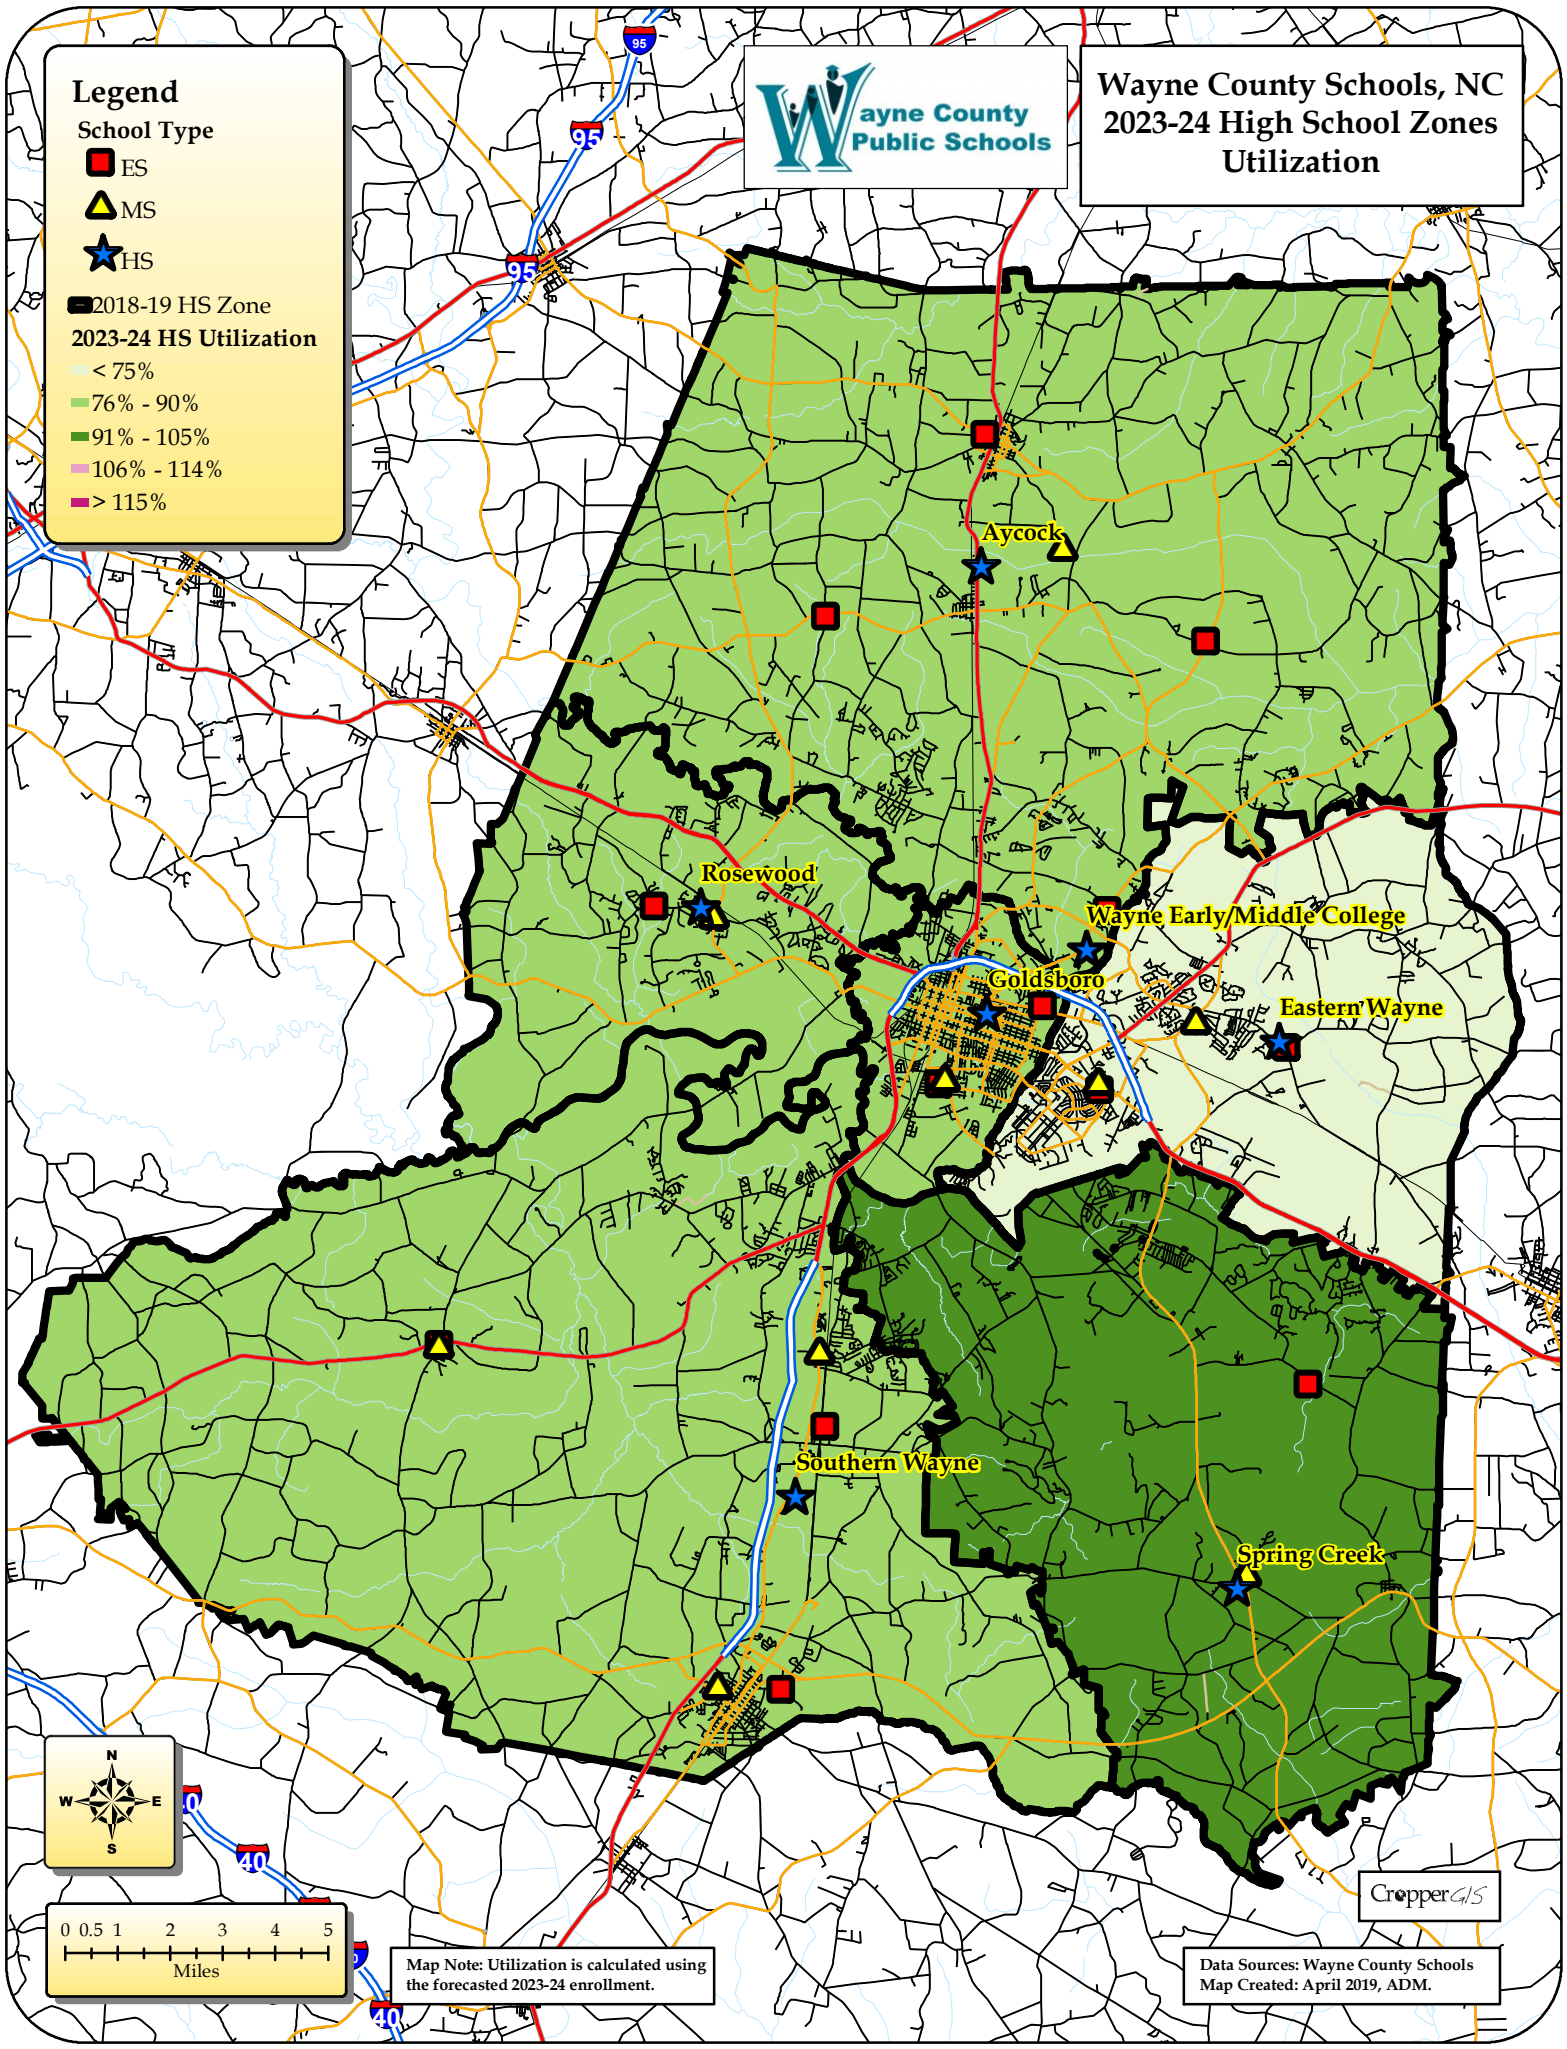 95
95
95
Legend
School Type
ES
MS
HS
2018-19 HS Zone
2023-24 HS Utilization
< 75%
76% - 90%
91% - 105%
106% - 114%
> 115%
Wayne County
Public Schools
Wayne County Schools, NC
2023-24 High School Zones
Utilization
Aycock
Rosewood
Wayne Early/Middle College
Goldsboro
Eastern Wayne
Southern Wayne
Spring Creek
N
W E
S
40
40
40
0 0.5 1 2 3 4 5
Miles
Map Note: Utilization is calculated using
the forecasted 2023-24 enrollment.
CropperGIS
Data Sources: Wayne County Schools
Map Created: April 2019, ADM.